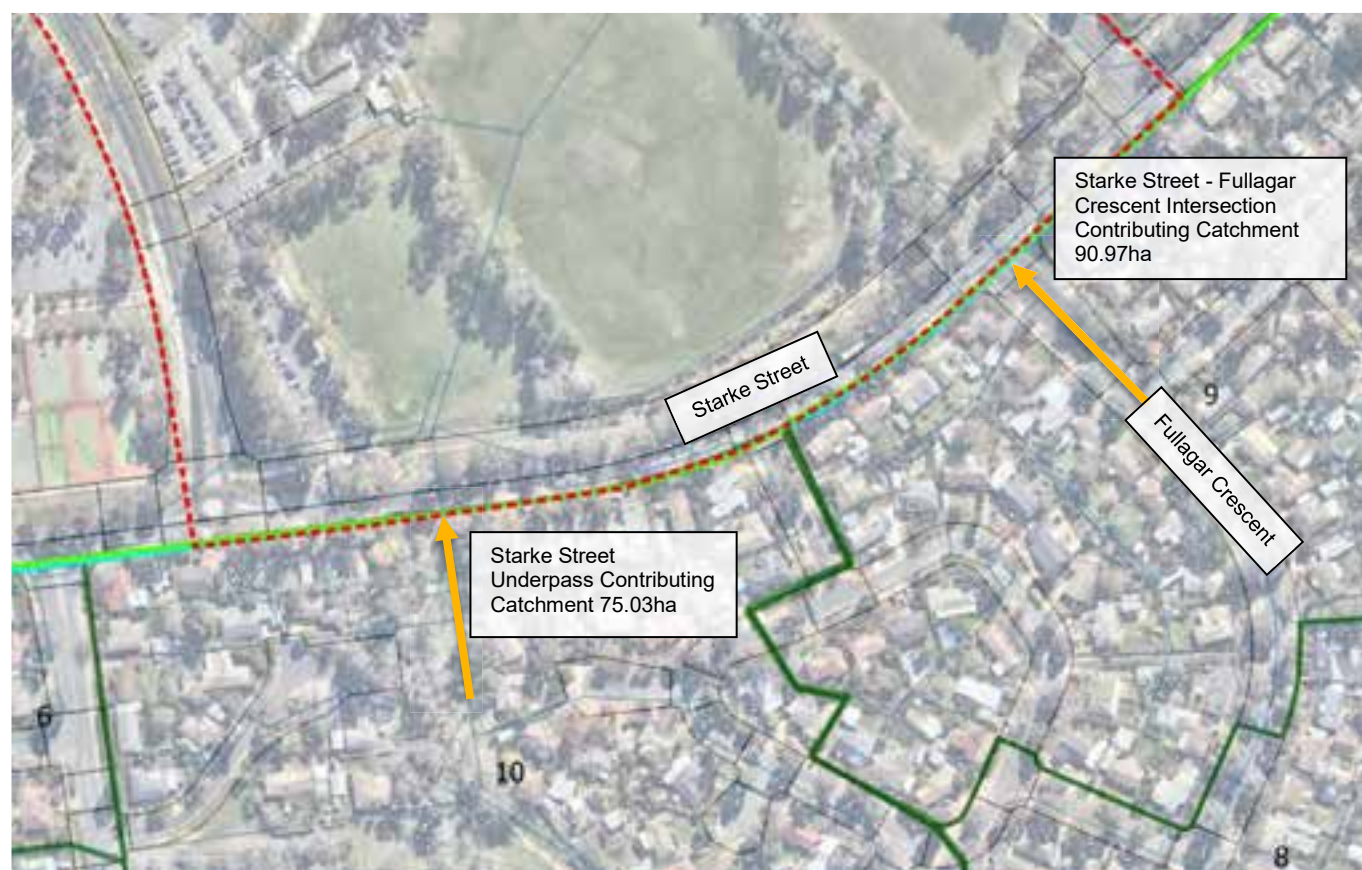 Starke Street - Fullagar
Crescent Intersection
Contributing Catchment
90.97ha
Starke Street
9
Fullagar Crescent
Starke Street
Underpass Contributing
Catchment 75.03ha
6
10
8